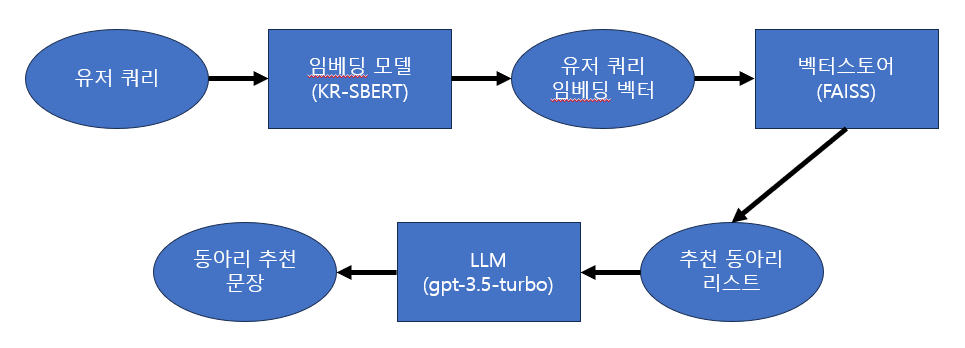 유저 쿼리
임베딩 모델
(KR-SBERT)
유저 쿼리
임베딩 벡터
벡터스토어
(FAISS)
추천 동아리
리스트
LLM
(gpt-3.5-turbo)
동아리 추천
문장